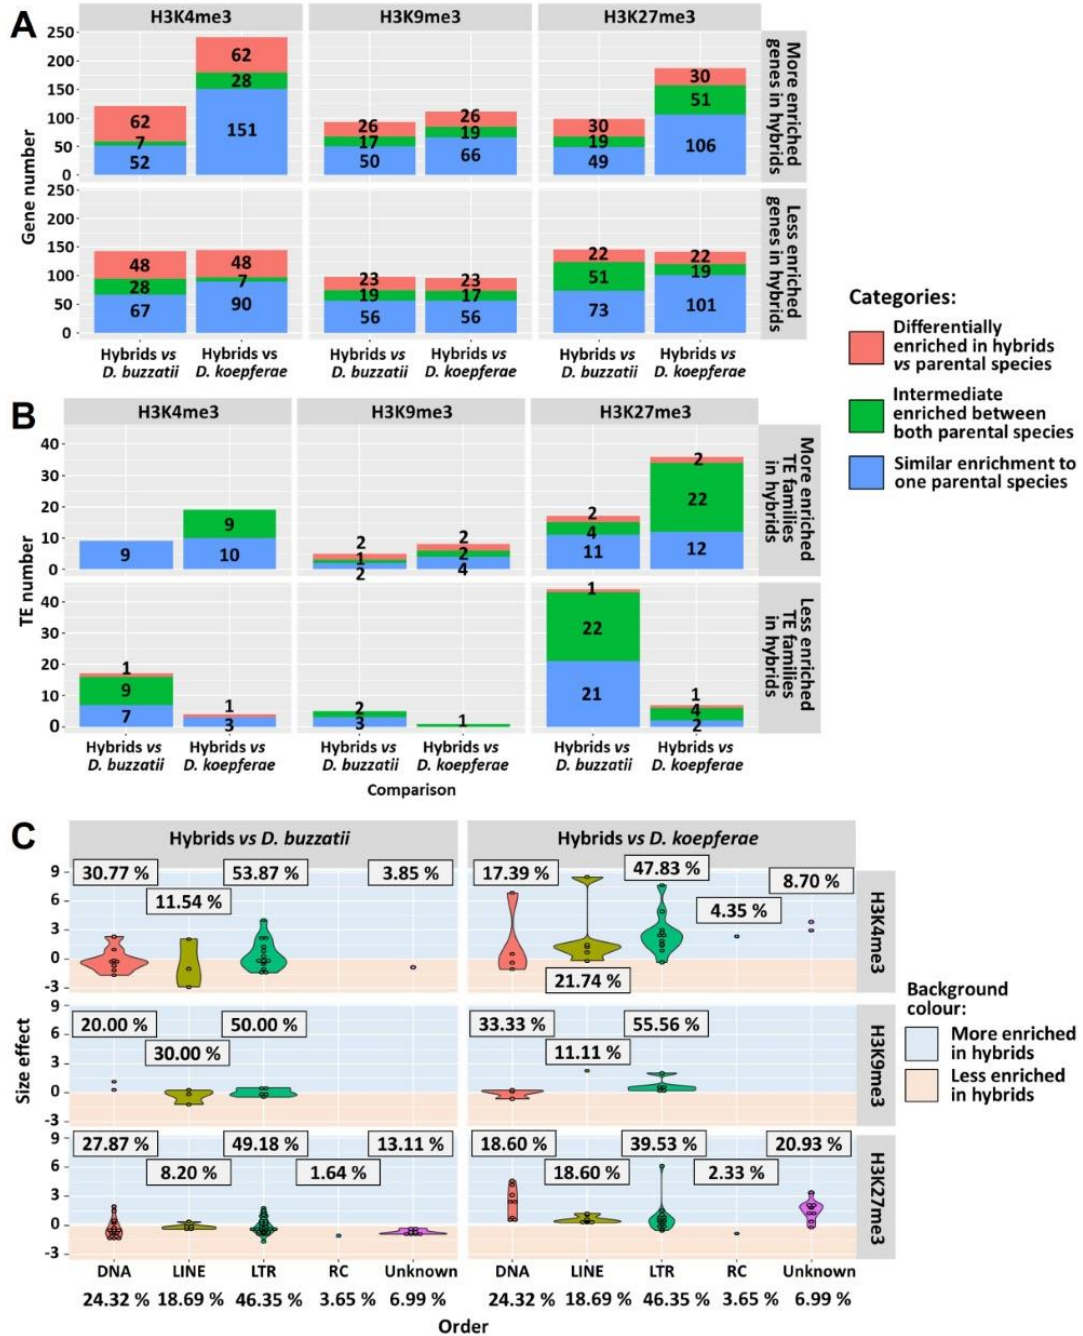 A
H3K4me3
H3K9me3
H3K27me3
Gene number
250
200
150
100
50
0
62
7
52
62
28
151
26
17
50
26
19
66
30
19
49
30
51
106
More enriched
genes in hybrids
250
200
150
100
50
0
48
28
67
48
7
90
23
19
56
23
17
56
22
51
73
22
19
101
Less enriched
genes in hybrids
Hybrids vs
D. buzzatii
Hybrids vs
D. koepferae
Hybrids vs
D. buzzatii
Hybrids vs
D. koepferae
Hybrids vs
D. buzzatii
Hybrids vs
D. koepferae
Categories:
Differentially
enriched in hybrids
vs parental species
Intermediate
enriched between
both parental species
Similar enrichment to
one parental species
B
H3K4me3
H3K9me3
H3K27me3
TE number
40
30
20
10
0
9
9
10
2
1
2
2
2
4
2
4
11
2
22
12
More enriched
TE families
in hybrids
40
30
20
10
0
1
9
7
1
3
2
3
1
1
22
21
1
4
2
Less enriched
TE families
in hybrids
Hybrids vs
D. buzzatii
Hybrids vs
D. koepferae
Hybrids vs
D. buzzatii
Hybrids vs
D. koepferae
Hybrids vs
D. buzzatii
Hybrids vs
D. koepferae
Comparison
C
Hybrids vs D. buzzatii
Hybrids vs D. koepferae
Size effect
9
6
3
0
-3
30.77 %
11.54 %
53.87 %
3.85 %
17.39 %
21.74 %
47.83 %
4.35 %
8.70 %
H3K4me3
9
6
3
0
-3
20.00 %
30.00 %
50.00 %
33.33 %
11.11 %
55.56 %
H3K9me3
9
6
3
0
-3
27.87 %
8.20 %
49.18 %
1.64 %
13.11 %
18.60 %
18.60 %
39.53 %
2.33 %
20.93 %
H3K27me3
DNA
LINE
LTR
RC
Unknown
DNA
LINE
LTR
RC
Unknown
24.32 %
18.69 %
46.35 %
3.65 %
6.99 %
24.32 %
18.69 %
46.35 %
3.65 %
6.99 %
Order
Background
colour:
More enriched
in hybrids
Less enriched
in hybrids